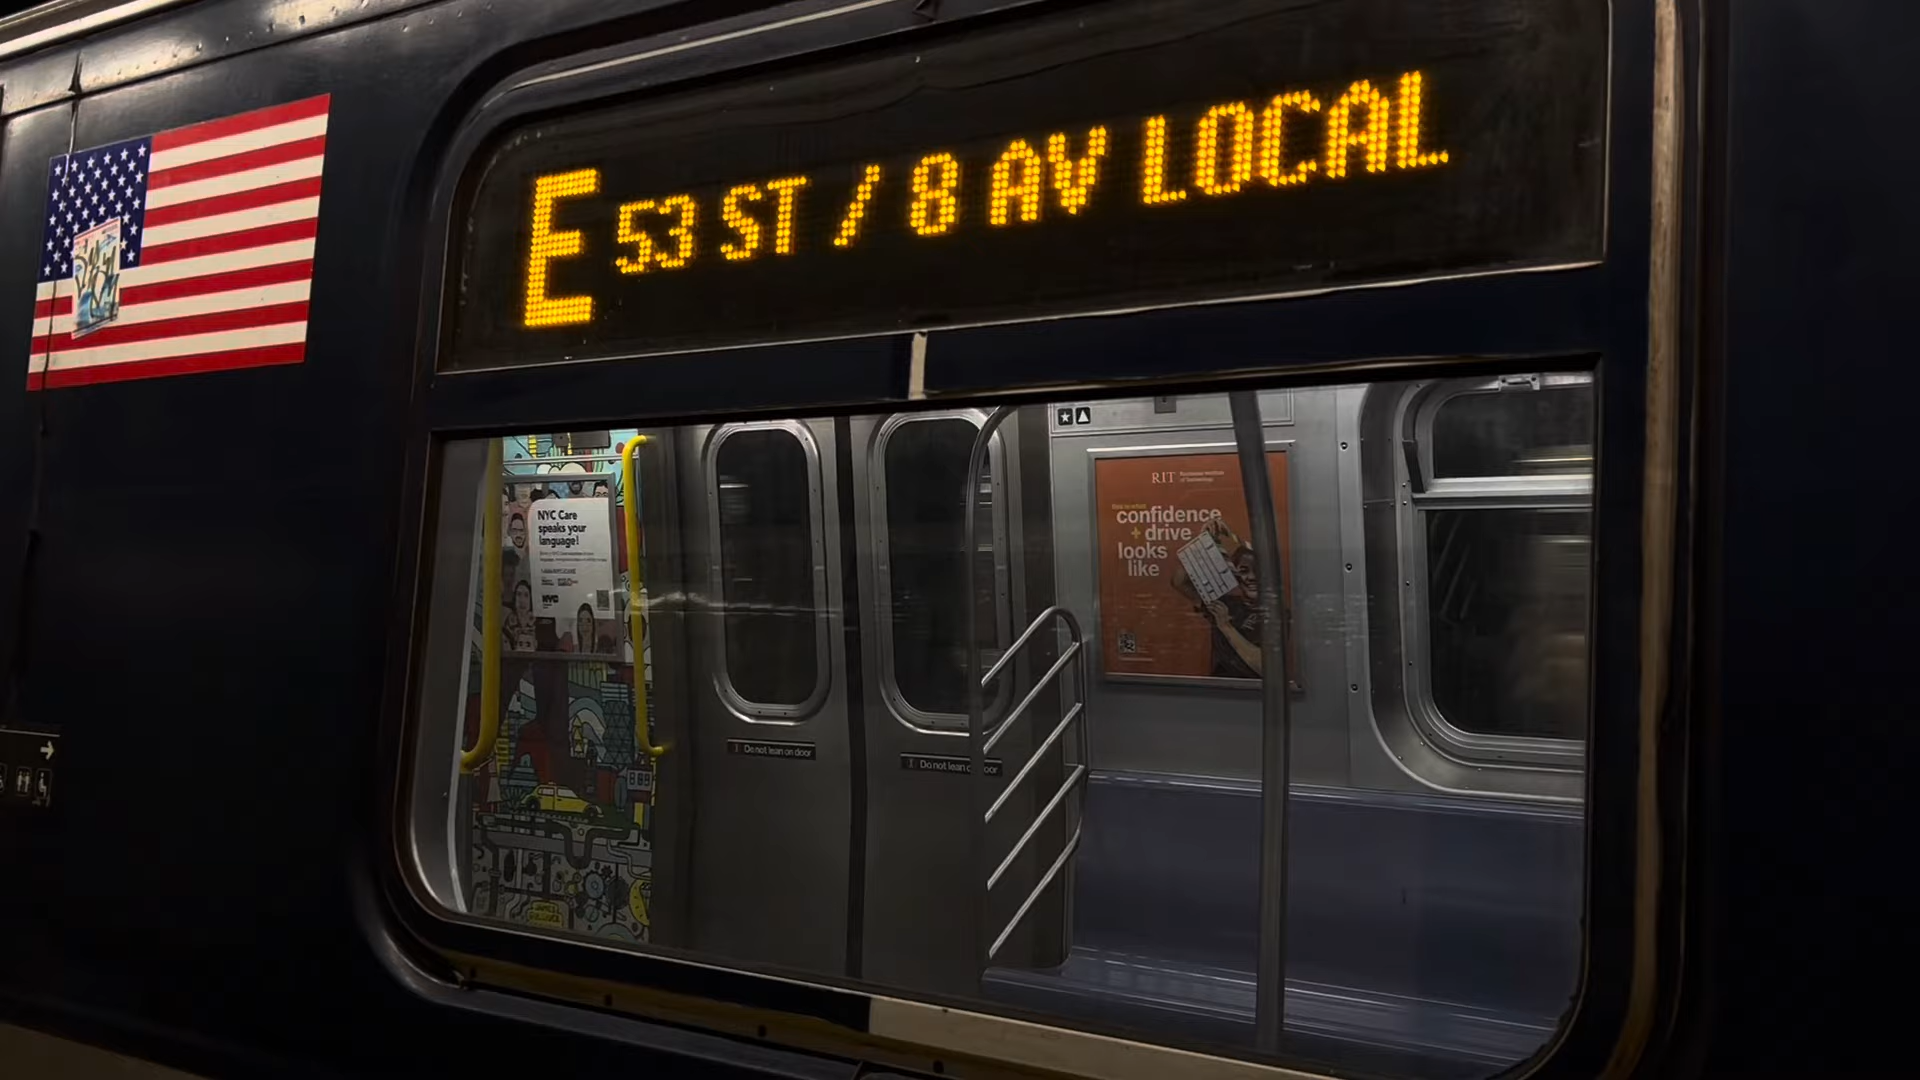 E 53 ST / 8 AV LOCAL
NYC Care
speaks your
language!
NYC
Do not lean on door
Do not lean on door
RIT
confidence
+ drive
looks
like